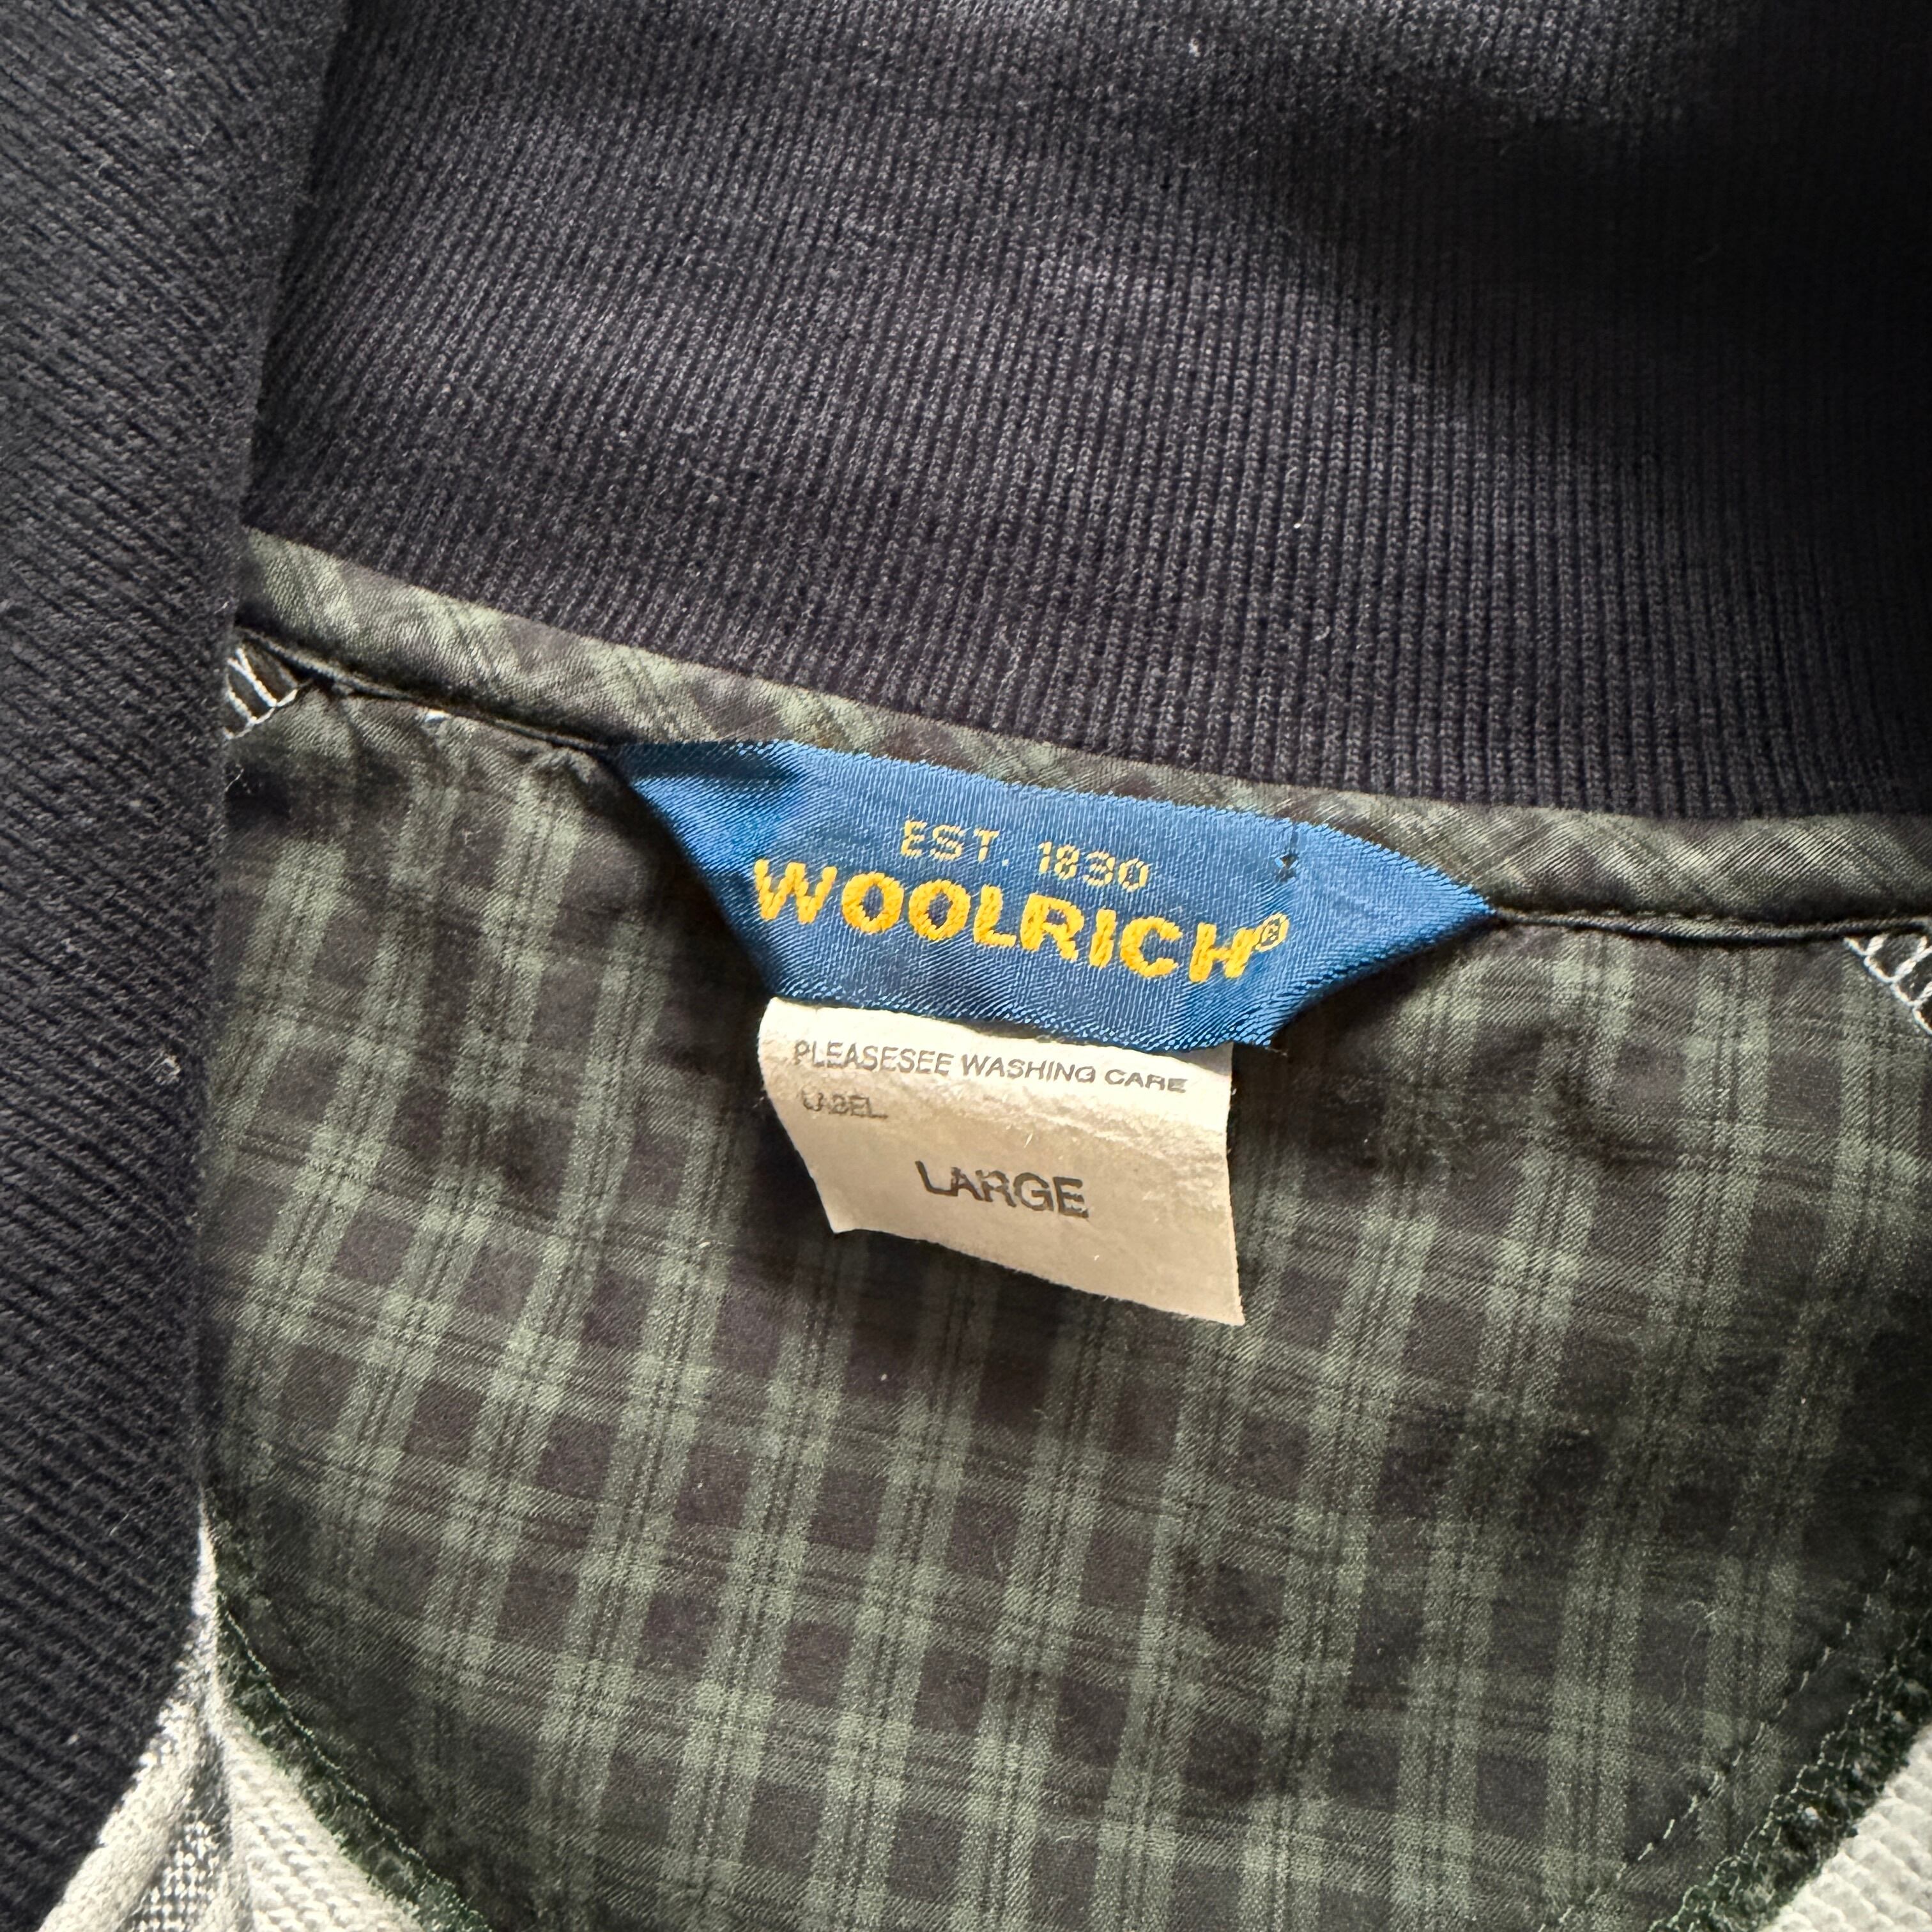 EST. 1830
WOOLRICH®
PLEASESEE WASHING CARE
LABEL.
LARGE